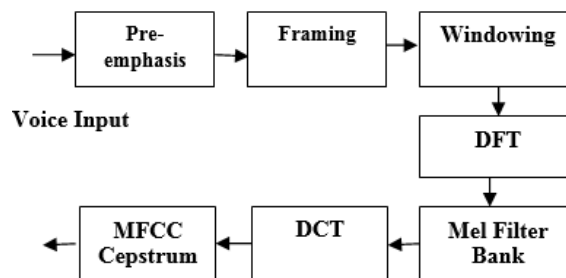 Pre-
emphasis
Framing
Windowing
Voice Input
DFT
MFCC
Cepstrum
DCT
Mel Filter
Bank